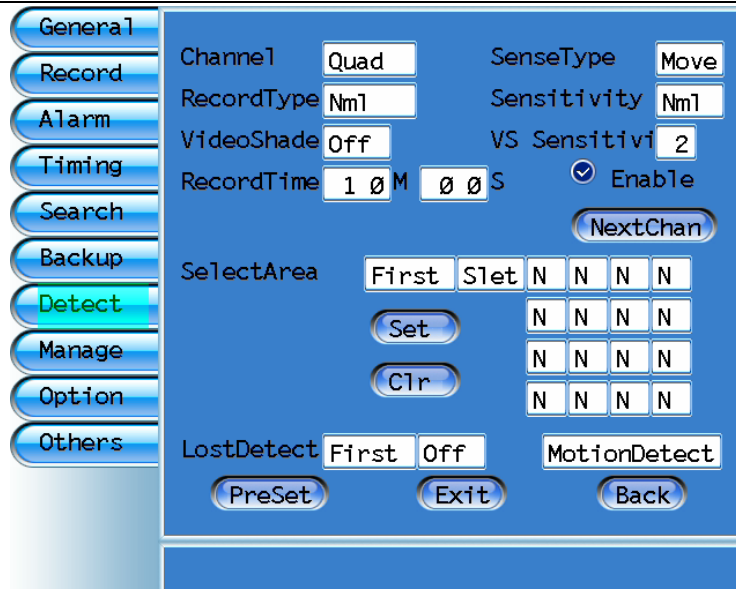 General
Record
Alarm
Timing
Search
Backup
Detect
Manage
Option
Others
Channel Quad SenseType Move
RecordType Nml Sensitivity Nml
VideoShade Off VS Sensitivi 2
RecordTime 1 0 M 0 0 S Enable
NextChan
SelectArea First Slet N N N N
Set N N N N
Clr N N N N
N N N N
LostDetect First Off MotionDetect
PreSet Exit Back